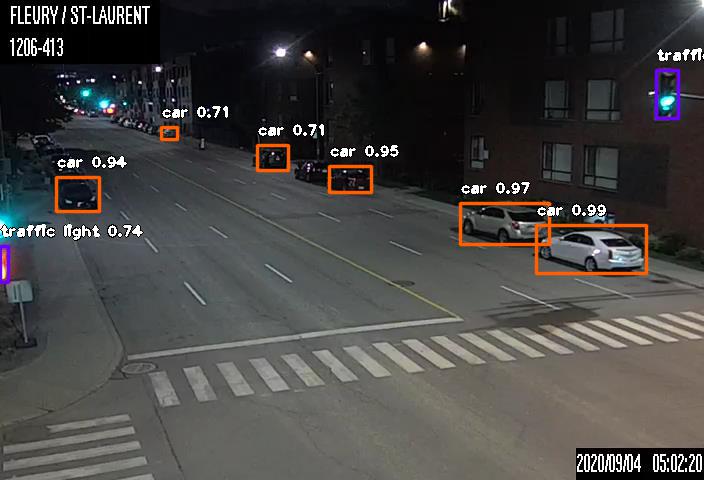 FLEURY / ST-LAURENT
1206-413
traffic
car 0.71
car 0.71
car 0.95
car 0.94
car 0.97
car 0.99
traffic light 0.74
2020/09/04 05:02:20